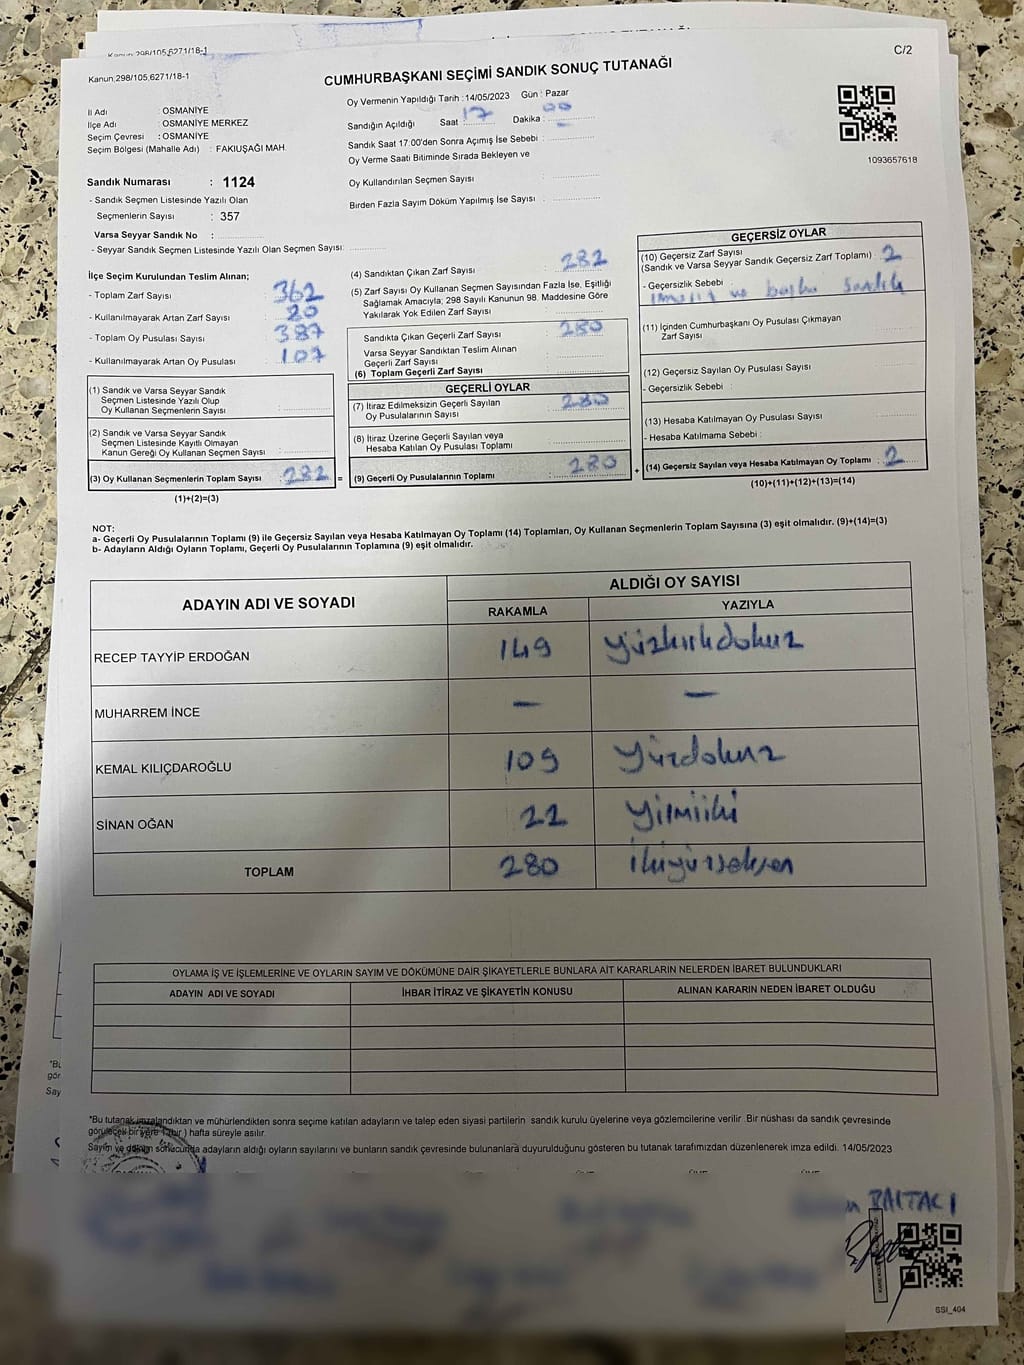 Kanun 298/105,6271/18-1
Kanun,298/105,6271/18-1
C/2
CUMHURBAŞKANI SEÇİMİ SANDIK SONUÇ TUTANAĞI
İl Adı : OSMANİYE
İlçe Adı : OSMANİYE MERKEZ
Seçim Çevresi : OSMANİYE
Seçim Bölgesi (Mahalle Adı) : FAKIUŞAĞI MAH.
Oy Vermenin Yapıldığı Tarih :14/05/2023 Gün : Pazar
Sandığın Açıldığı Saat 17 Dakika : 00
Sandık Saat 17.00'den Sonra Açımış İse Sebebi :
Oy Verme Saati Bitiminde Sırada Bekleyen ve
Oy Kullandırılan Seçmen Sayısı :
Birden Fazla Sayım Döküm Yapılmış İse Sayısı :
1093657618
Sandık Numarası : 1124
- Sandık Seçmen Listesinde Yazılı Olan
Seçmenlerin Sayısı : 357
Varsa Seyyar Sandık No :
- Seyyar Sandık Seçmen Listesinde Yazılı Olan Seçmen Sayısı:
İlçe Seçim Kurulundan Teslim Alınan;
- Toplam Zarf Sayısı : 362
- Kullanılmayarak Artan Zarf Sayısı : 80
- Toplam Oy Pusulası Sayısı : 387
- Kullanılmayarak Artan Oy Pusulası : 107
(1) Sandık ve Varsa Seyyar Sandık
Seçmen Listesinde Yazılı Olup
Oy Kullanan Seçmenlerin Sayısı :
(2) Sandık ve Varsa Seyyar Sandık
Seçmen Listesinde Kayıtlı Olmayan
Kanun Gereği Oy Kullanan Seçmen Sayısı :
(3) Oy Kullanan Seçmenlerin Toplam Sayısı : 282 =
(1)+(2)=(3)
(4) Sandıktan Çıkan Zarf Sayısı : 282
(5) Zarf Sayısı Oy Kullanan Seçmen Sayısından Fazla İse, Eşitliği
Sağlamak Amacıyla; 298 Sayılı Kanunun 98. Maddesine Göre
Yakılarak Yok Edilen Zarf Sayısı :
Sandıkta Çıkan Geçerli Zarf Sayısı : 280
Varsa Seyyar Sandıktan Teslim Alınan
Geçerli Zarf Sayısı :
(6) Toplam Geçerli Zarf Sayısı :
GEÇERLİ OYLAR
(7) İtiraz Edilmeksizin Geçerli Sayılan
Oy Pusulalarının Sayısı : 280
(8) İtiraz Üzerine Geçerli Sayılan veya
Hesaba Katılan Oy Pusulası Toplamı :
(9) Geçerli Oy Pusulalarının Toplamı : 280 +
GEÇERSİZ OYLAR
(10) Geçersiz Zarf Sayısı
(Sandık ve Varsa Seyyar Sandık Geçersiz Zarf Toplamı) : 2
- Geçersizlik Sebebi :
ve başka sandık
(11) İçinden Cumhurbaşkanı Oy Pusulası Çıkmayan
Zarf Sayısı :
(12) Geçersiz Sayılan Oy Pusulası Sayısı :
- Geçersizlik Sebebi :
(13) Hesaba Katılmayan Oy Pusulası Sayısı :
- Hesaba Katılmama Sebebi :
(14) Geçersiz Sayılan veya Hesaba Katılmayan Oy Toplamı : 2
(10)+(11)+(12)+(13)=(14)
NOT:
a- Geçerli Oy Pusulalarının Toplamı (9) ile Geçersiz Sayılan veya Hesaba Katılmayan Oy Toplamı (14) Toplamları, Oy Kullanan Seçmenlerin Toplam Sayısına (3) eşit olmalıdır. (9)+(14)=(3)
b- Adayların Aldığı Oyların Toplamı, Geçerli Oy Pusulalarının Toplamına (9) eşit olmalıdır.
ADAYIN ADI VE SOYADI
ALDIĞI OY SAYISI
RAKAMLA YAZIYLA
RECEP TAYYİP ERDOĞAN 149 yüzkırkdokuz
MUHARREM İNCE — —
KEMAL KILIÇDAROĞLU 109 yüzdokuz
SİNAN OĞAN 22 yirmiiki
TOPLAM 280 ikiyüzseksen
OYLAMA İŞ VE İŞLEMLERİNE VE OYLARIN SAYIM VE DÖKÜMÜNE DAİR ŞİKAYETLERLE BUNLARA AİT KARARLARIN NELERDEN İBARET BULUNDUKLARI
ADAYIN ADI VE SOYADI İHBAR İTİRAZ VE ŞİKAYETİN KONUSU ALINAN KARARIN NEDEN İBARET OLDUĞU
*Bu tutanak imzalandıktan ve mühürlendikten sonra seçime katılan adayların ve talep eden siyasi partilerin sandık kurulu üyelerine veya gözlemcilerine verilir. Bir nüshası da sandık çevresinde
görülecek bir yere 1 (bir) hafta süreyle asılır.
Sayım ve döküm sonucunda adayların aldığı oyların sayılarını ve bunların sandık çevresinde bulunanlara duyurulduğunu gösteren bu tutanak tarafımızdan düzenlenerek imza edildi. 14/05/2023
BALTACI
SSI_404